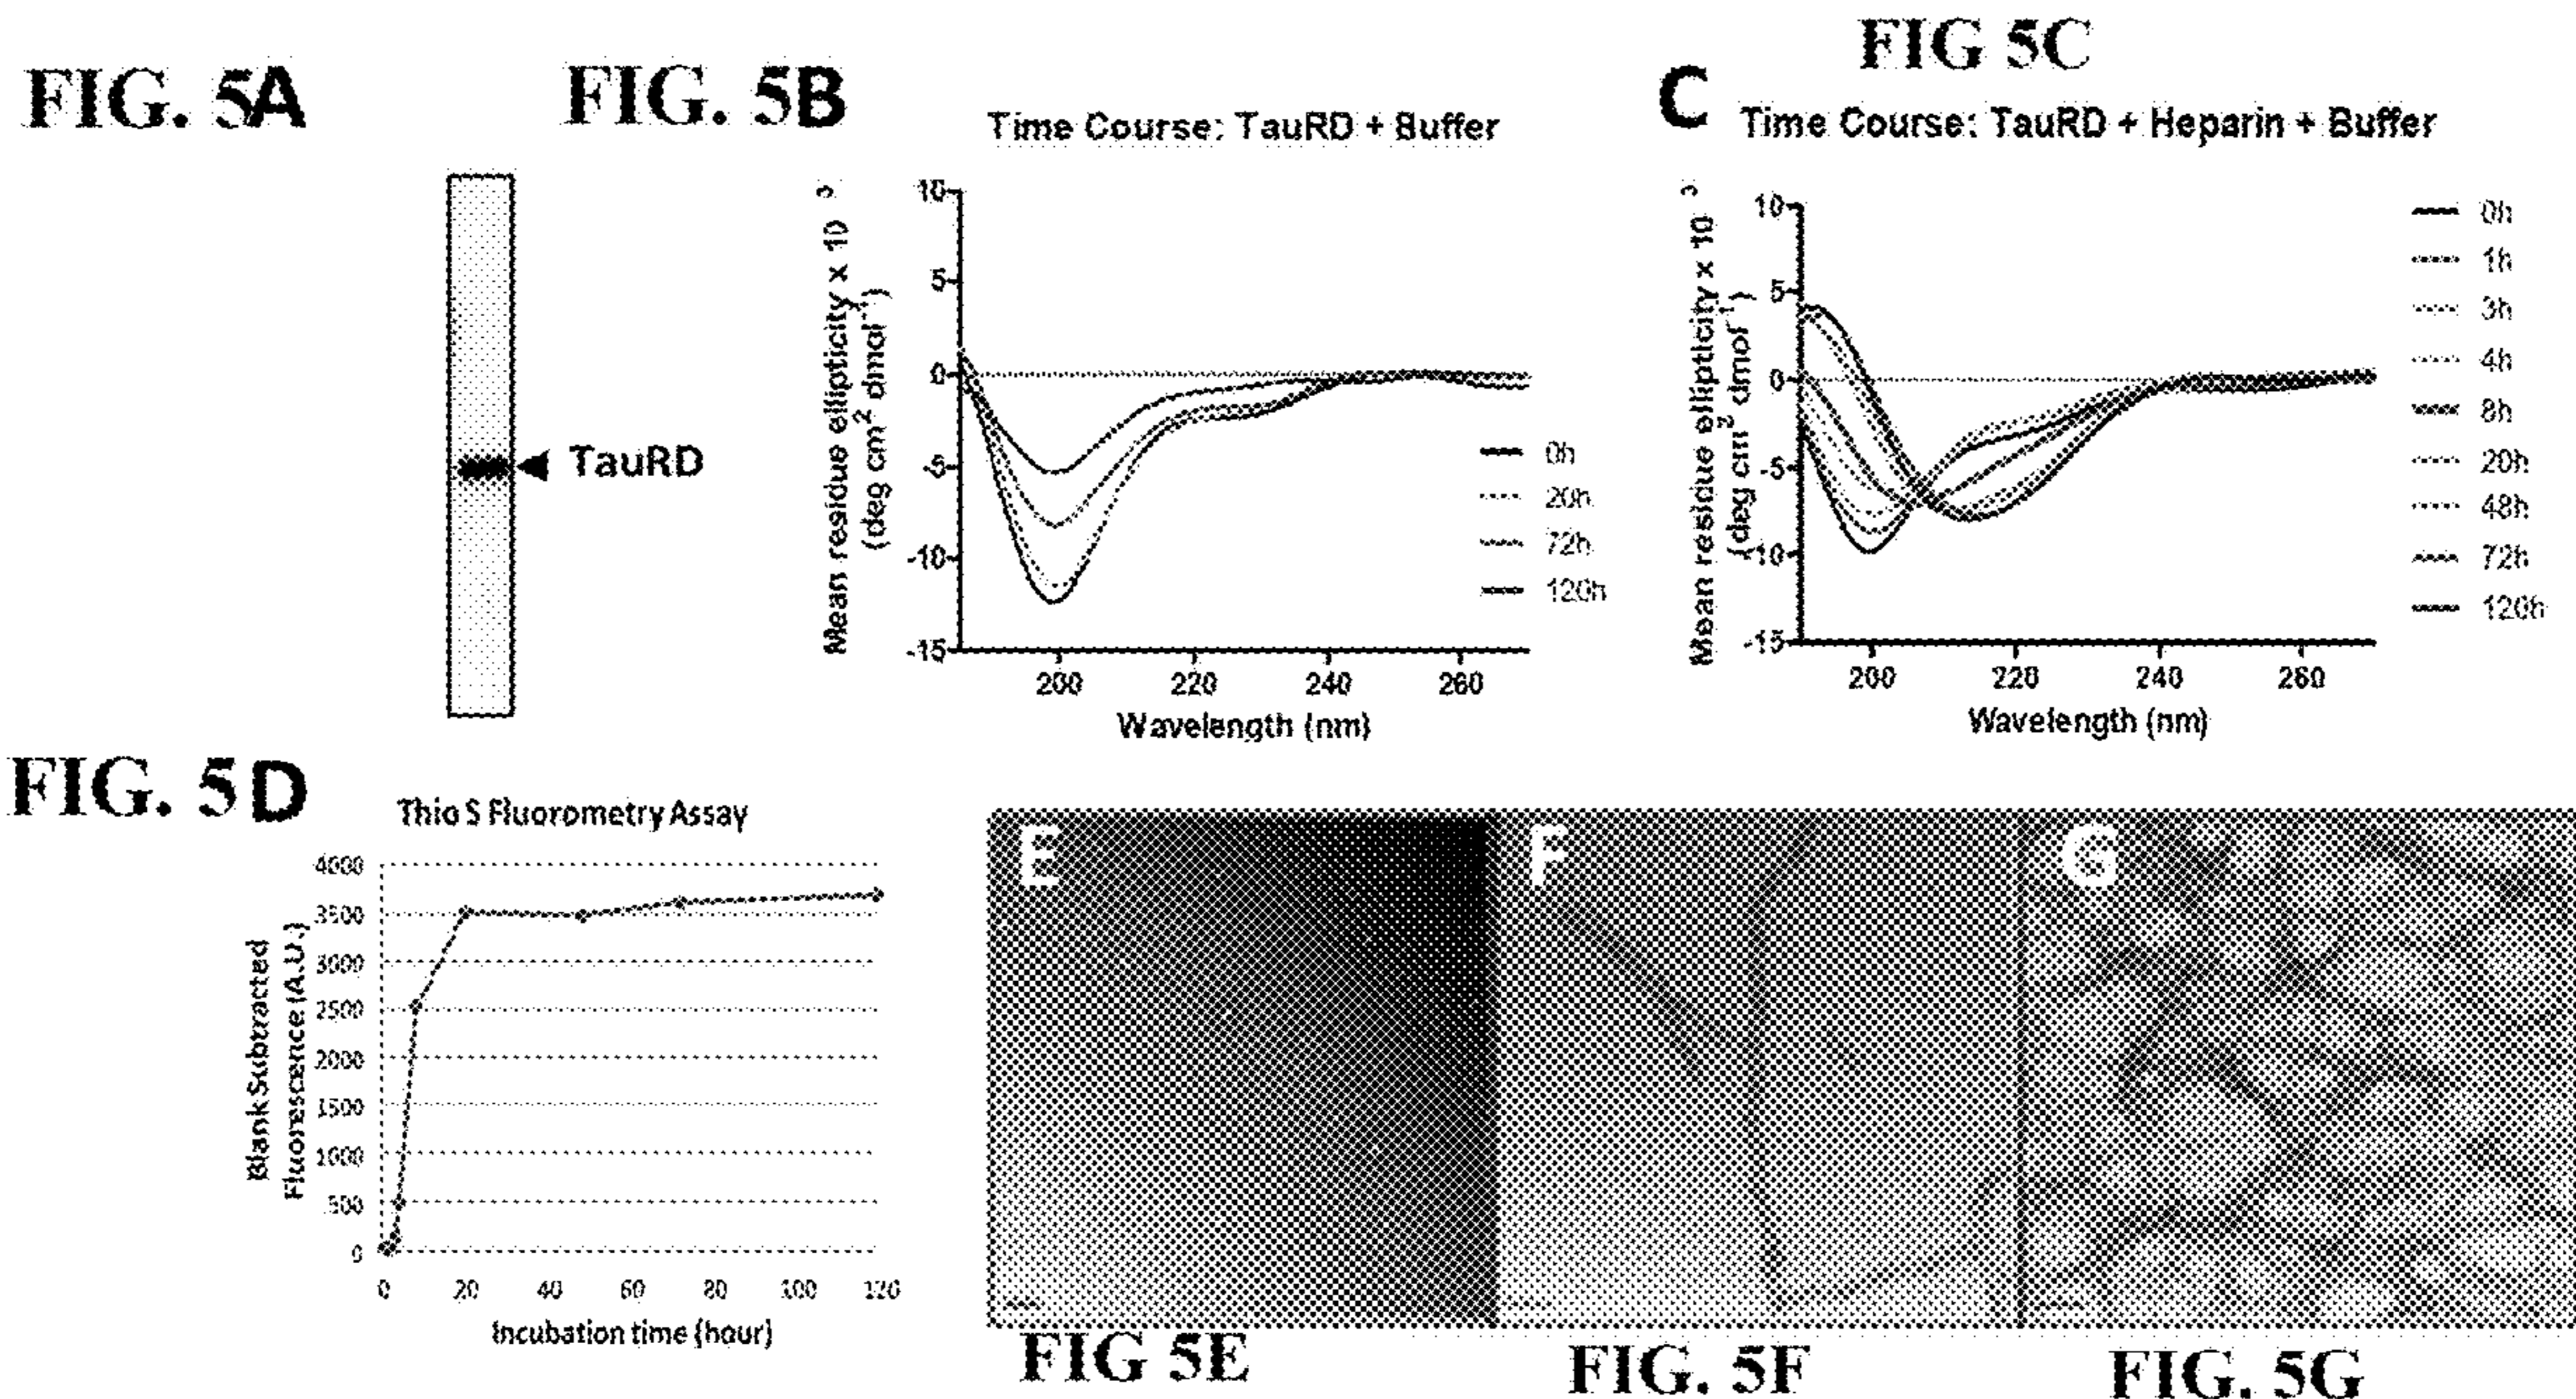 FIG. 5A
TauRD
FIG. 5B
Time Course: TauRD + Buffer
Mean residue ellipticity x 10 3
(deg cm2 dmol-1)
10
5
0
-5
-10
-15
200 220 240 260
Wavelength (nm)
0h
20h
72h
120h
FIG 5C
C
Time Course: TauRD + Heparin + Buffer
Mean residue ellipticity x 10 3
(deg cm2 dmol-1)
10
5
0
-5
-10
-15
200 220 240 260
Wavelength (nm)
0h
1h
3h
4h
8h
20h
48h
72h
120h
FIG. 5D
Thio S Fluorometry Assay
Blank Subtracted
Fluorescence (A.U.)
4000
3500
3000
2500
2000
1500
1000
500
0
0 20 40 60 80 100 120
Incubation time (hour)
E
F
G
FIG 5E
FIG. 5F
FIG. 5G